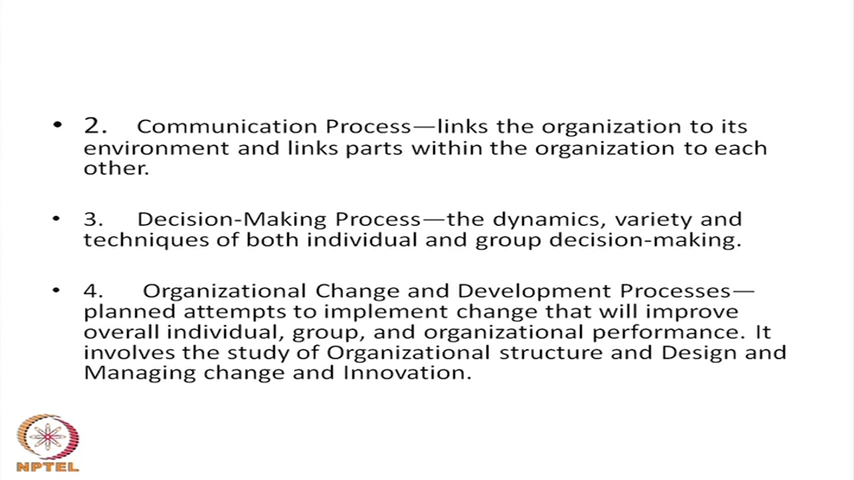 • 2. Communication Process—links the organization to its
environment and links parts within the organization to each
other.
• 3. Decision-Making Process—the dynamics, variety and
techniques of both individual and group decision-making.
• 4. Organizational Change and Development Processes—
planned attempts to implement change that will improve
overall individual, group, and organizational performance. It
involves the study of Organizational structure and Design and
Managing change and Innovation.
NPTEL